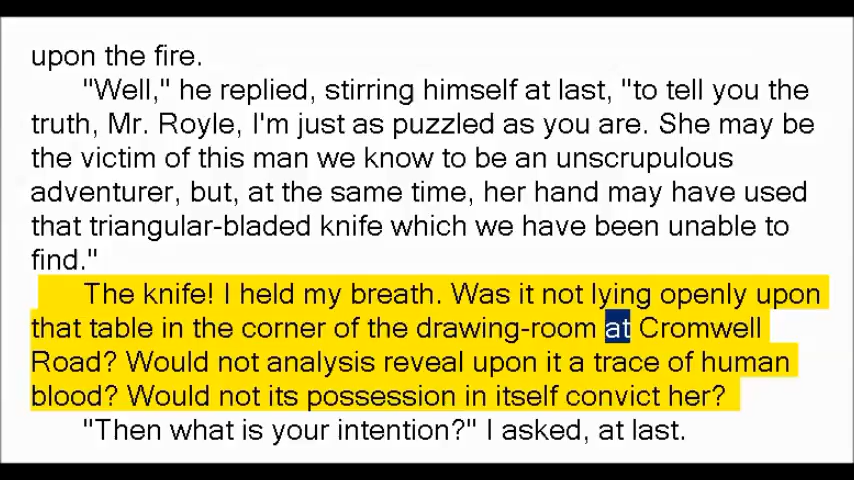 upon the fire.
"Well," he replied, stirring himself at last, "to tell you the
truth, Mr. Royle, I'm just as puzzled as you are. She may be
the victim of this man we know to be an unscrupulous
adventurer, but, at the same time, her hand may have used
that triangular-bladed knife which we have been unable to
find."
The knife! I held my breath. Was it not lying openly upon
that table in the corner of the drawing-room at Cromwell
Road? Would not analysis reveal upon it a trace of human
blood? Would not its possession in itself convict her?
"Then what is your intention?" I asked, at last.